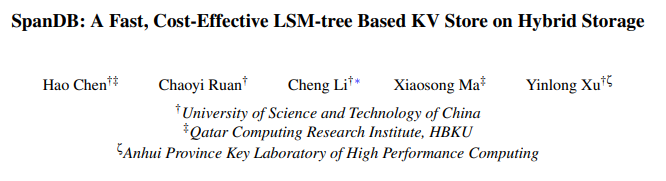 SpanDB: A Fast, Cost-Effective LSM-tree Based KV Store on Hybrid Storage
Hao Chen†‡ Chaoyi Ruan† Cheng Li†* Xiaosong Ma‡ Yinlong Xu†ζ
†University of Science and Technology of China
‡Qatar Computing Research Institute, HBKU
ζAnhui Province Key Laboratory of High Performance Computing